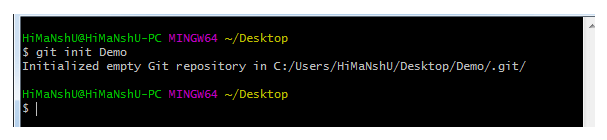 HiMaNshU@HiMaNshU-PC MINGW64 ~/Desktop
$ git init Demo
Initialized empty Git repository in C:/Users/HiMaNshU/Desktop/Demo/.git/
HiMaNshU@HiMaNshU-PC MINGW64 ~/Desktop
$